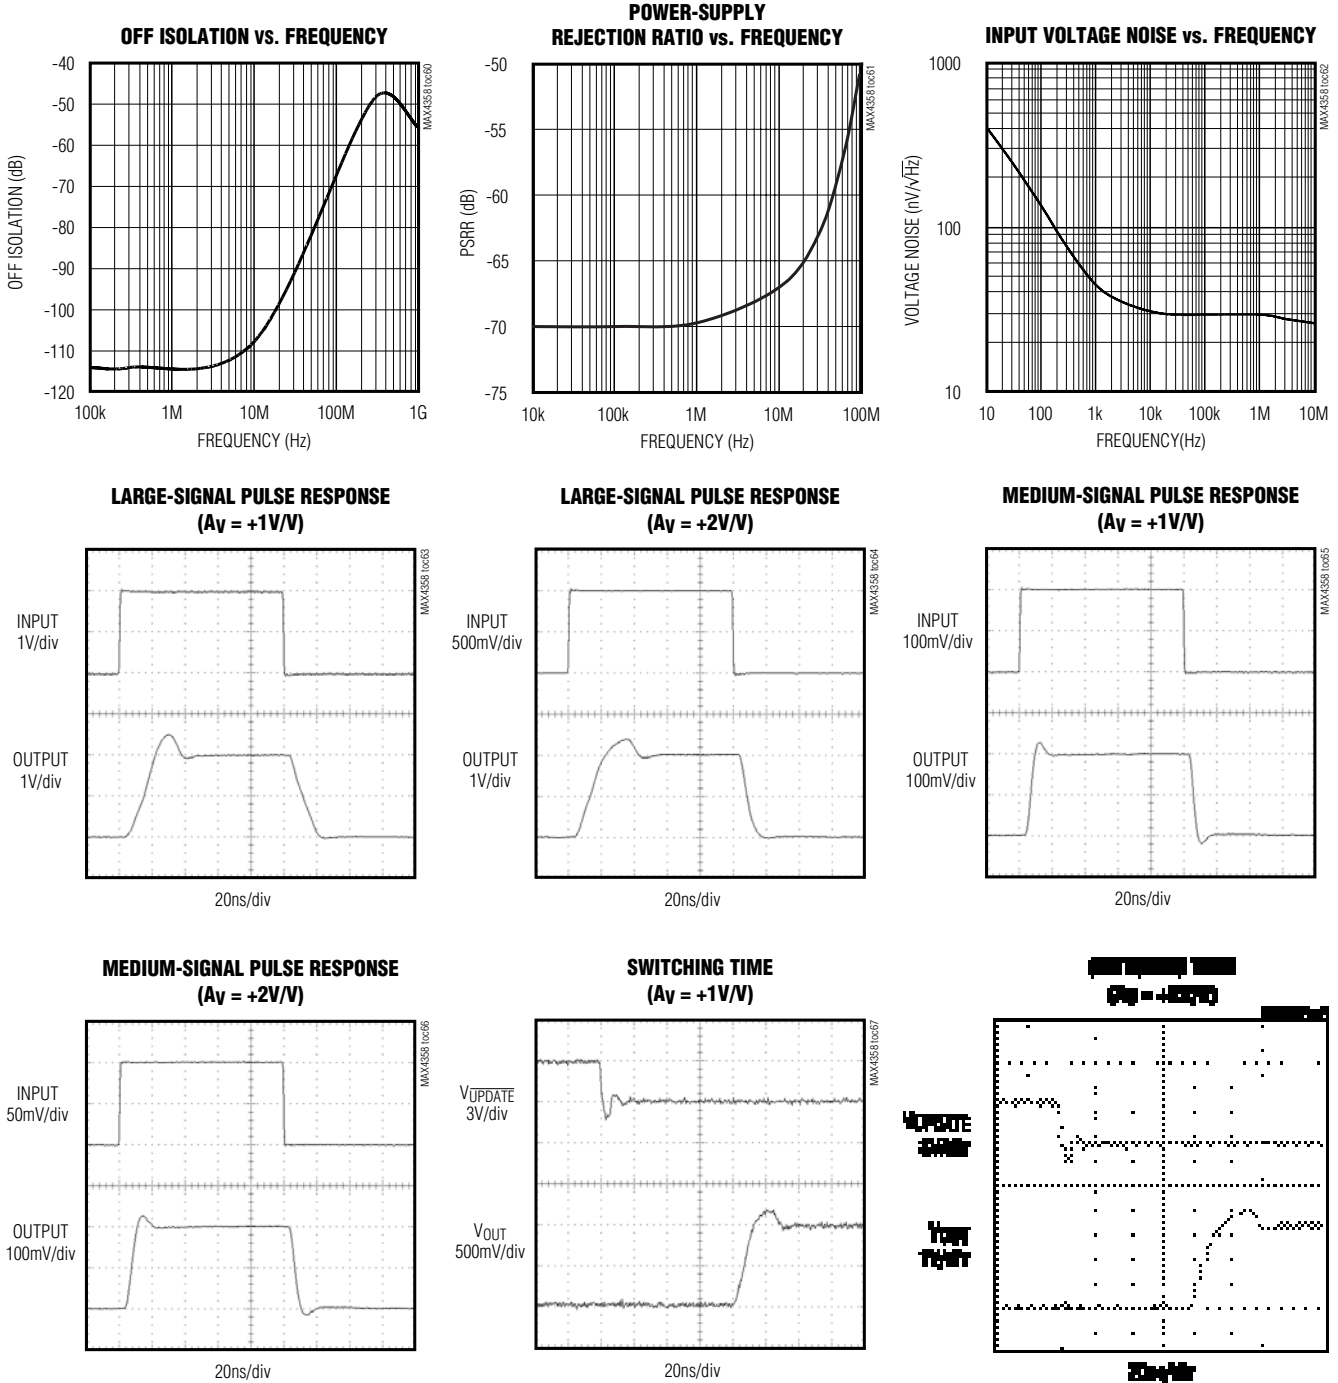 OFF ISOLATION vs. FREQUENCY
-40
-50
-60
-70
-80
-90
-100
-110
-120
OFF ISOLATION (dB)
100k 1M 10M 100M 1G
FREQUENCY (Hz)
MAX4358 toc60
POWER-SUPPLY
REJECTION RATIO vs. FREQUENCY
-50
-55
-60
-65
-70
-75
PSRR (dB)
10k 100k 1M 10M 100M
FREQUENCY (Hz)
MAX4358 toc61
INPUT VOLTAGE NOISE vs. FREQUENCY
1000
100
10
VOLTAGE NOISE (nV/√Hz)
10 100 1k 10k 100k 1M 10M
FREQUENCY(Hz)
MAX4358 toc62
LARGE-SIGNAL PULSE RESPONSE
(AV = +1V/V)
INPUT
1V/div
OUTPUT
1V/div
20ns/div
MAX4358 toc63
LARGE-SIGNAL PULSE RESPONSE
(AV = +2V/V)
INPUT
500mV/div
OUTPUT
1V/div
20ns/div
MAX4358 toc64
MEDIUM-SIGNAL PULSE RESPONSE
(AV = +1V/V)
INPUT
100mV/div
OUTPUT
100mV/div
20ns/div
MAX4358 toc65
MEDIUM-SIGNAL PULSE RESPONSE
(AV = +2V/V)
INPUT
50mV/div
OUTPUT
100mV/div
20ns/div
MAX4358 toc66
SWITCHING TIME
(AV = +1V/V)
VUPDATE
3V/div
VOUT
500mV/div
20ns/div
MAX4358 toc67
VUPDATE
20ns/div